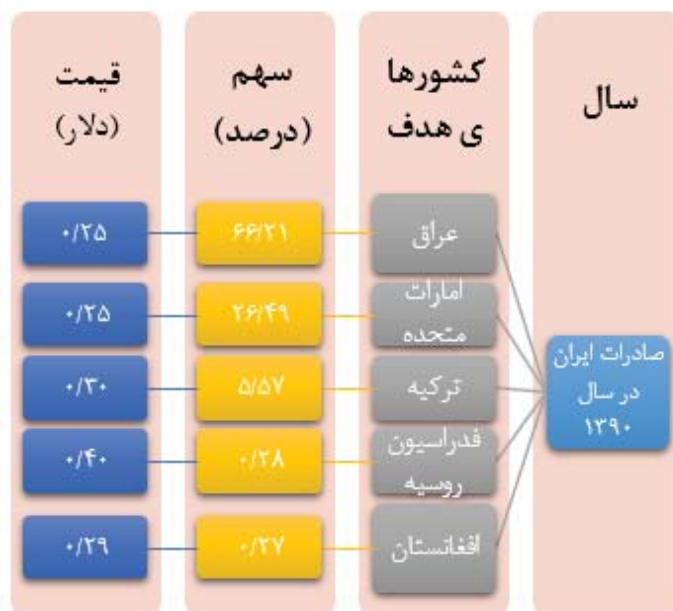 سال
کشورها
ی هدف
سهم
(درصد)
قیمت
(دلار)
صادرات ایران
در سال
۱۳۹۰
عراق
۶۶/۲۱
۰/۲۵
امارات
متحده
۲۶/۴۹
۰/۲۵
ترکیه
۵/۵۷
۰/۳۰
فدراسیون
روسیه
۰/۲۸
۰/۴۰
افغانستان
۰/۲۷
۰/۲۹